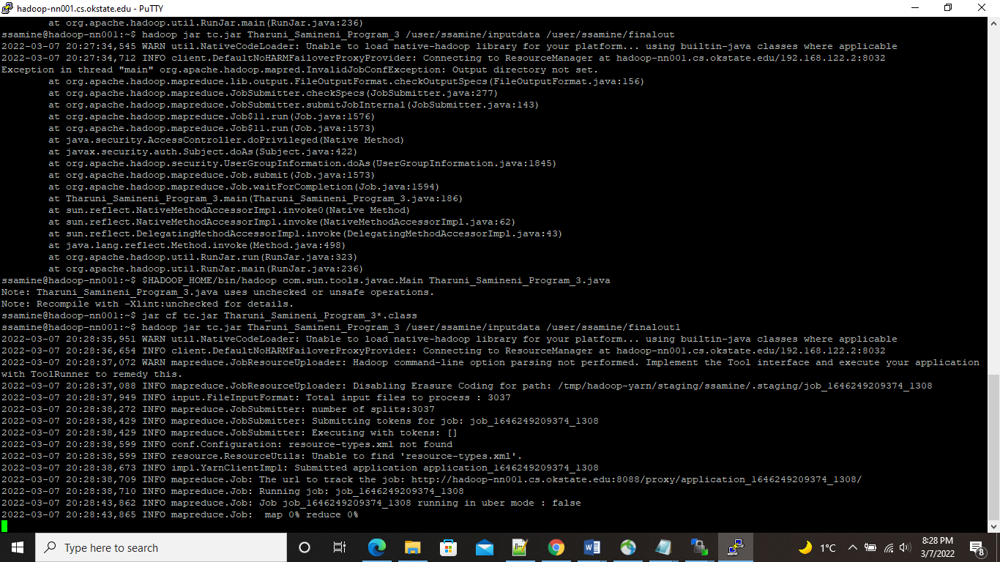 hadoop-nn001.cs.okstate.edu - PuTTY
at org.apache.hadoop.util.RunJar.main(RunJar.java:236)
ssamine@hadoop-nn001:~$ hadoop jar tc.jar Tharuni_Samineni_Program_3 /user/ssamine/inputdata /user/ssamine/finalout
2022-03-07 20:27:34,545 WARN util.NativeCodeLoader: Unable to load native-hadoop library for your platform... using builtin-java classes where applicable
2022-03-07 20:27:34,712 INFO client.DefaultNoHARMFailoverProxyProvider: Connecting to ResourceManager at hadoop-nn001.cs.okstate.edu/192.168.122.2:8032
Exception in thread "main" org.apache.hadoop.mapred.InvalidJobConfException: Output directory not set.
at org.apache.hadoop.mapreduce.lib.output.FileOutputFormat.checkOutputSpecs(FileOutputFormat.java:156)
at org.apache.hadoop.mapreduce.JobSubmitter.checkSpecs(JobSubmitter.java:277)
at org.apache.hadoop.mapreduce.JobSubmitter.submitJobInternal(JobSubmitter.java:143)
at org.apache.hadoop.mapreduce.Job$11.run(Job.java:1576)
at org.apache.hadoop.mapreduce.Job$11.run(Job.java:1573)
at java.security.AccessController.doPrivileged(Native Method)
at javax.security.auth.Subject.doAs(Subject.java:422)
at org.apache.hadoop.security.UserGroupInformation.doAs(UserGroupInformation.java:1845)
at org.apache.hadoop.mapreduce.Job.submit(Job.java:1573)
at org.apache.hadoop.mapreduce.Job.waitForCompletion(Job.java:1594)
at Tharuni_Samineni_Program_3.main(Tharuni_Samineni_Program_3.java:186)
at sun.reflect.NativeMethodAccessorImpl.invoke0(Native Method)
at sun.reflect.NativeMethodAccessorImpl.invoke(NativeMethodAccessorImpl.java:62)
at sun.reflect.DelegatingMethodAccessorImpl.invoke(DelegatingMethodAccessorImpl.java:43)
at java.lang.reflect.Method.invoke(Method.java:498)
at org.apache.hadoop.util.RunJar.run(RunJar.java:323)
at org.apache.hadoop.util.RunJar.main(RunJar.java:236)
ssamine@hadoop-nn001:~$ $HADOOP_HOME/bin/hadoop com.sun.tools.javac.Main Tharuni_Samineni_Program_3.java
Note: Tharuni_Samineni_Program_3.java uses unchecked or unsafe operations.
Note: Recompile with -Xlint:unchecked for details.
ssamine@hadoop-nn001:~$ jar cf tc.jar Tharuni_Samineni_Program_3*.class
ssamine@hadoop-nn001:~$ hadoop jar tc.jar Tharuni_Samineni_Program_3 /user/ssamine/inputdata /user/ssamine/finalout1
2022-03-07 20:28:35,951 WARN util.NativeCodeLoader: Unable to load native-hadoop library for your platform... using builtin-java classes where applicable
2022-03-07 20:28:36,654 INFO client.DefaultNoHARMFailoverProxyProvider: Connecting to ResourceManager at hadoop-nn001.cs.okstate.edu/192.168.122.2:8032
2022-03-07 20:28:37,072 WARN mapreduce.JobResourceUploader: Hadoop command-line option parsing not performed. Implement the Tool interface and execute your application
with ToolRunner to remedy this.
2022-03-07 20:28:37,088 INFO mapreduce.JobResourceUploader: Disabling Erasure Coding for path: /tmp/hadoop-yarn/staging/ssamine/.staging/job_1646249209374_1308
2022-03-07 20:28:37,949 INFO input.FileInputFormat: Total input files to process : 3037
2022-03-07 20:28:38,272 INFO mapreduce.JobSubmitter: number of splits:3037
2022-03-07 20:28:38,429 INFO mapreduce.JobSubmitter: Submitting tokens for job: job_1646249209374_1308
2022-03-07 20:28:38,429 INFO mapreduce.JobSubmitter: Executing with tokens: []
2022-03-07 20:28:38,599 INFO conf.Configuration: resource-types.xml not found
2022-03-07 20:28:38,599 INFO resource.ResourceUtils: Unable to find 'resource-types.xml'.
2022-03-07 20:28:38,673 INFO impl.YarnClientImpl: Submitted application application_1646249209374_1308
2022-03-07 20:28:38,709 INFO mapreduce.Job: The url to track the job: http://hadoop-nn001.cs.okstate.edu:8088/proxy/application_1646249209374_1308/
2022-03-07 20:28:38,710 INFO mapreduce.Job: Running job: job_1646249209374_1308
2022-03-07 20:28:43,862 INFO mapreduce.Job: Job job_1646249209374_1308 running in uber mode : false
2022-03-07 20:28:43,865 INFO mapreduce.Job:  map 0% reduce 0%
Type here to search
1°C
8:28 PM
3/7/2022
8